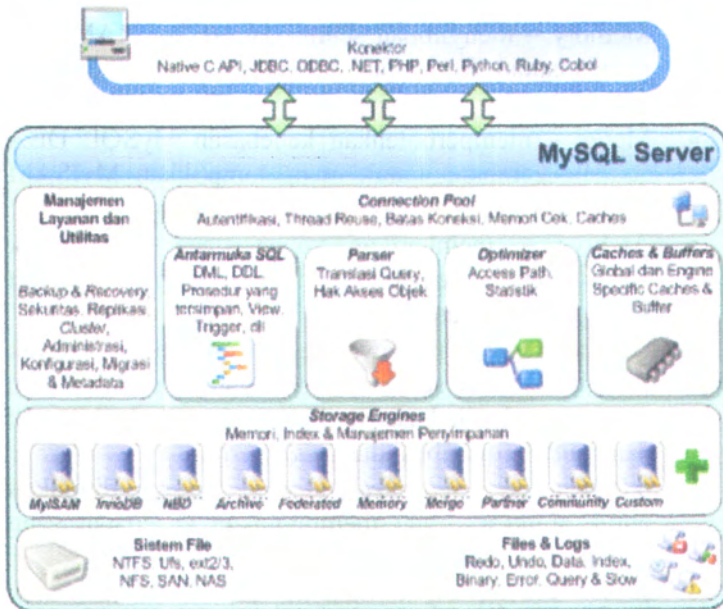 Konektor
Native C API, JDBC, ODBC, .NET, PHP, Perl, Python, Ruby, Cobol
MySQL Server
Manajemen
Layanan dan
Utilitas
Backup & Recovery,
Sekuritas, Replikasi,
Cluster,
Administrasi,
Konfigurasi, Migrasi
& Metadata
Connection Pool
Autentifikasi, Thread Reuse, Batas Koneksi, Memori Cek, Caches
Antarmuka SQL
DML, DDL,
Prosedur yang
tersimpan, View,
Trigger, dll
Parser
Translasi Query,
Hak Akses Objek
Optimizer
Access Path,
Statistik
Caches & Buffers
Global dan Engine
Specific Caches &
Buffer
Storage Engines
Memori, Index & Manajemen Penyimpanan
MyISAM
InnoDB
NBD
Archive
Federated
Memory
Merge
Partner
Community
Custom
Sistem File
NTFS, Ufs, ext2/3,
NFS, SAN, NAS
Files & Logs
Redo, Undo, Data, Index,
Binary, Error, Query & Slow